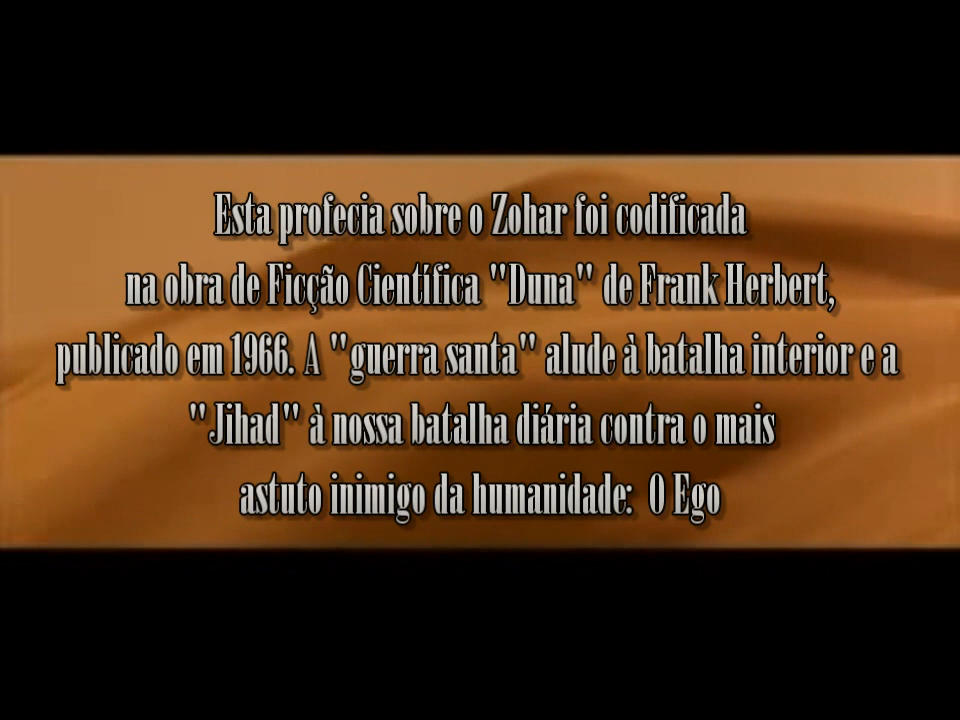 Esta profecia sobre o Zohar foi codificada
na obra de Ficção Científica "Duna" de Frank Herbert,
publicado em 1966. A "guerra santa" alude à batalha interior e a
"Jihad" à nossa batalha diária contra o mais
astuto inimigo da humanidade: O Ego